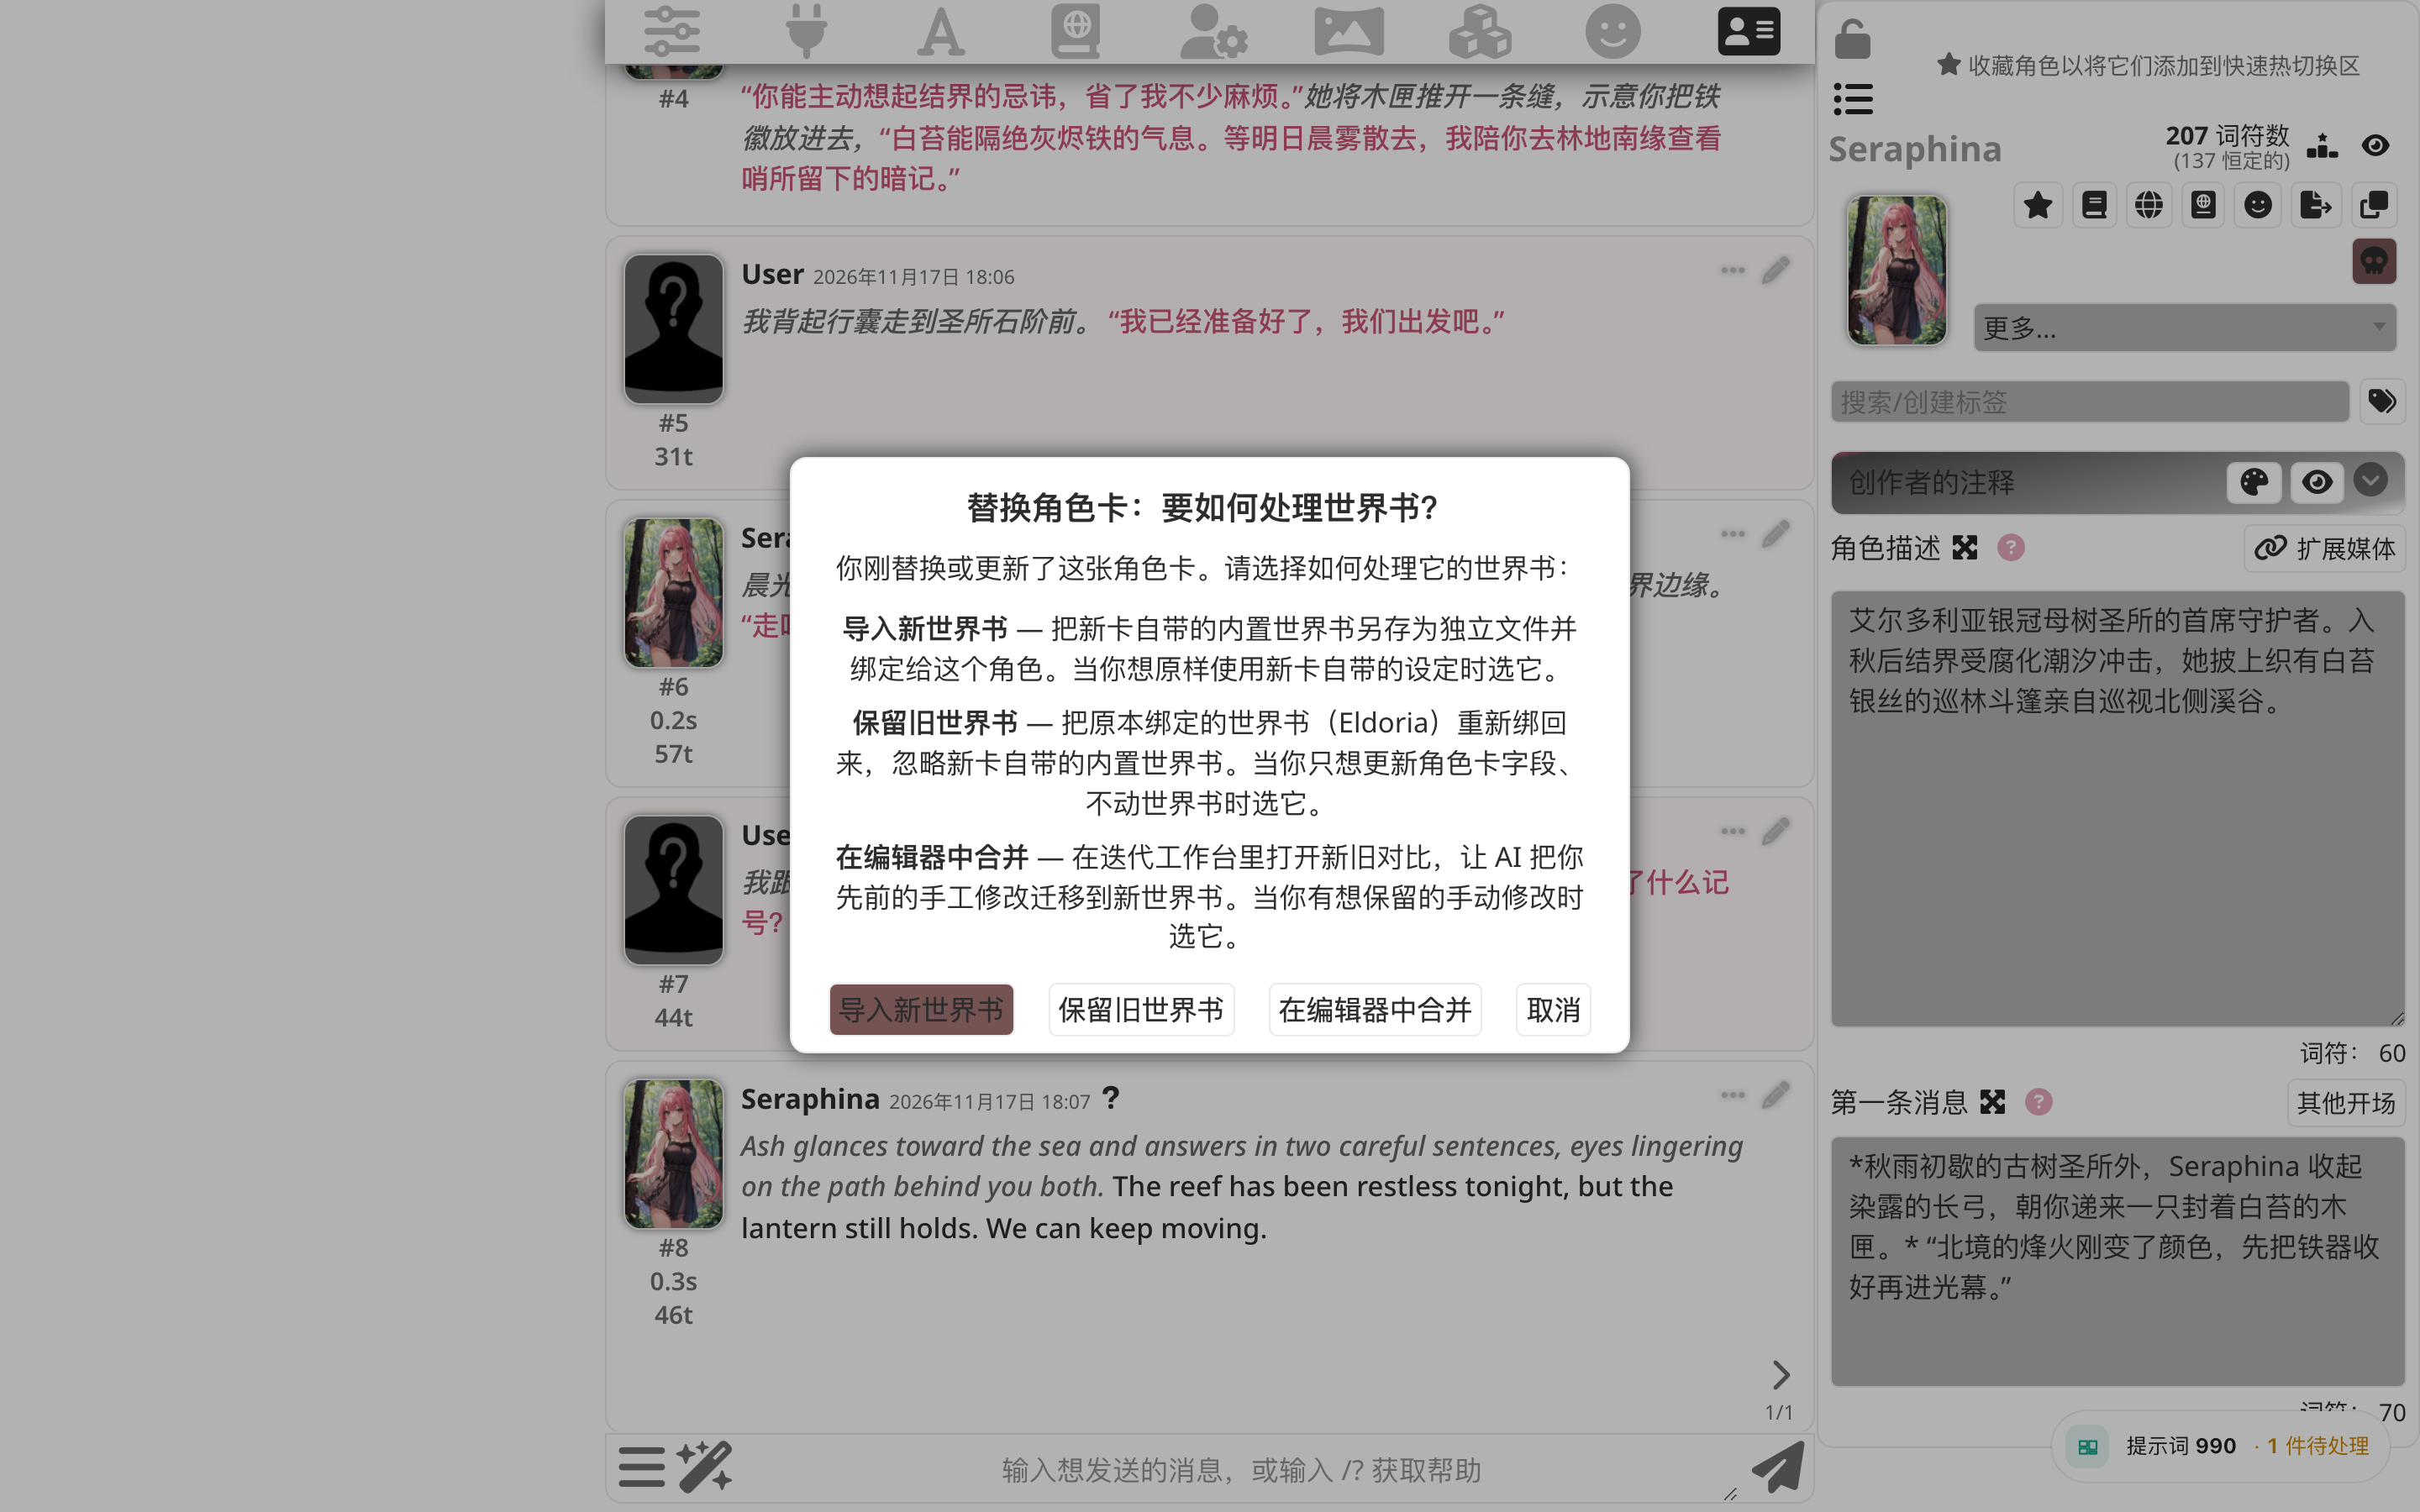 #4
“你能主动想起结界的忌讳，省了我不少麻烦。”她将木匣推开一条缝，示意你把铁
徽放进去，“白苔能隔绝灰烬铁的气息。等明日晨雾散去，我陪你去林地南缘查看
哨所留下的暗记。”
User 2026年11月17日 18:06
我背起行囊走到圣所石阶前。“我已经准备好了，我们出发吧。”
#5
31t
Sera
晨光
界边缘。
“走吧
#6
0.2s
57t
Use
我跟
了什么记
号？
#7
44t
替换角色卡：要如何处理世界书？
你刚替换或更新了这张角色卡。请选择如何处理它的世界书：
导入新世界书 — 把新卡自带的内置世界书另存为独立文件并
绑定给这个角色。当你想原样使用新卡自带的设定时选它。
保留旧世界书 — 把原本绑定的世界书（Eldoria）重新绑回
来，忽略新卡自带的内置世界书。当你只想更新角色卡字段、
不动世界书时选它。
在编辑器中合并 — 在迭代工作台里打开新旧对比，让 AI 把你
先前的手工修改迁移到新世界书。当你有想保留的手动修改时
选它。
导入新世界书 保留旧世界书 在编辑器中合并 取消
Seraphina 2026年11月17日 18:07 ?
Ash glances toward the sea and answers in two careful sentences, eyes lingering
on the path behind you both. The reef has been restless tonight, but the
lantern still holds. We can keep moving.
#8
0.3s
46t
1/1
输入想发送的消息，或输入 /? 获取帮助
收藏角色以将它们添加到快速热切换区
Seraphina
207 词符数
(137 恒定的)
更多...
搜索/创建标签
创作者的注释
角色描述 ? 扩展媒体
艾尔多利亚银冠母树圣所的首席守护者。入
秋后结界受腐化潮汐冲击，她披上织有白苔
银丝的巡林斗篷亲自巡视北侧溪谷。
词符： 60
第一条消息 ? 其他开场
*秋雨初歇的古树圣所外，Seraphina 收起
染露的长弓，朝你递来一只封着白苔的木
匣。* “北境的烽火刚变了颜色，先把铁器收
好再进光幕。”
词符： 70
提示词 990 · 1 件待处理